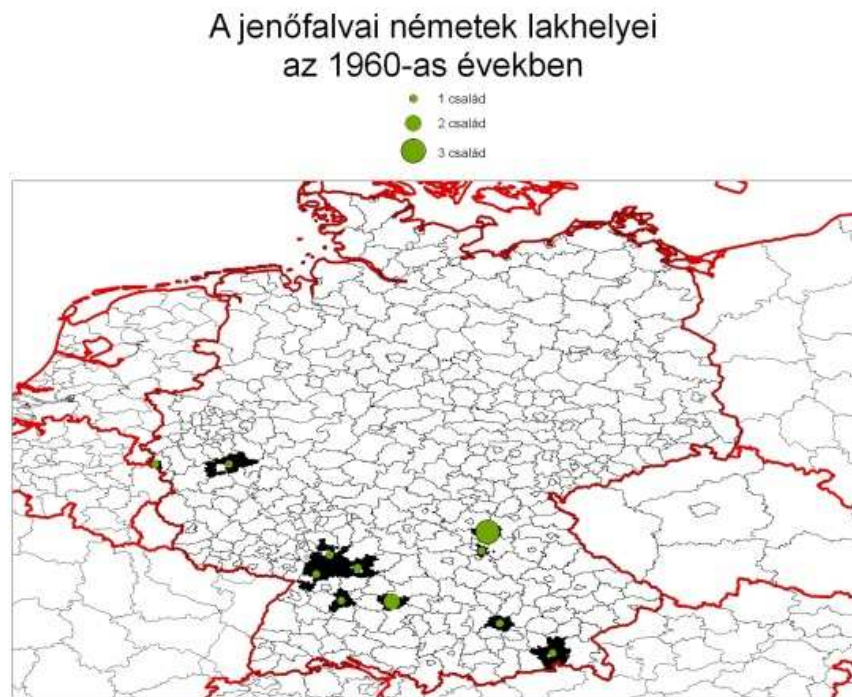 A jenőfalvai németek lakhelyei
az 1960-as években
1 család
2 család
3 család